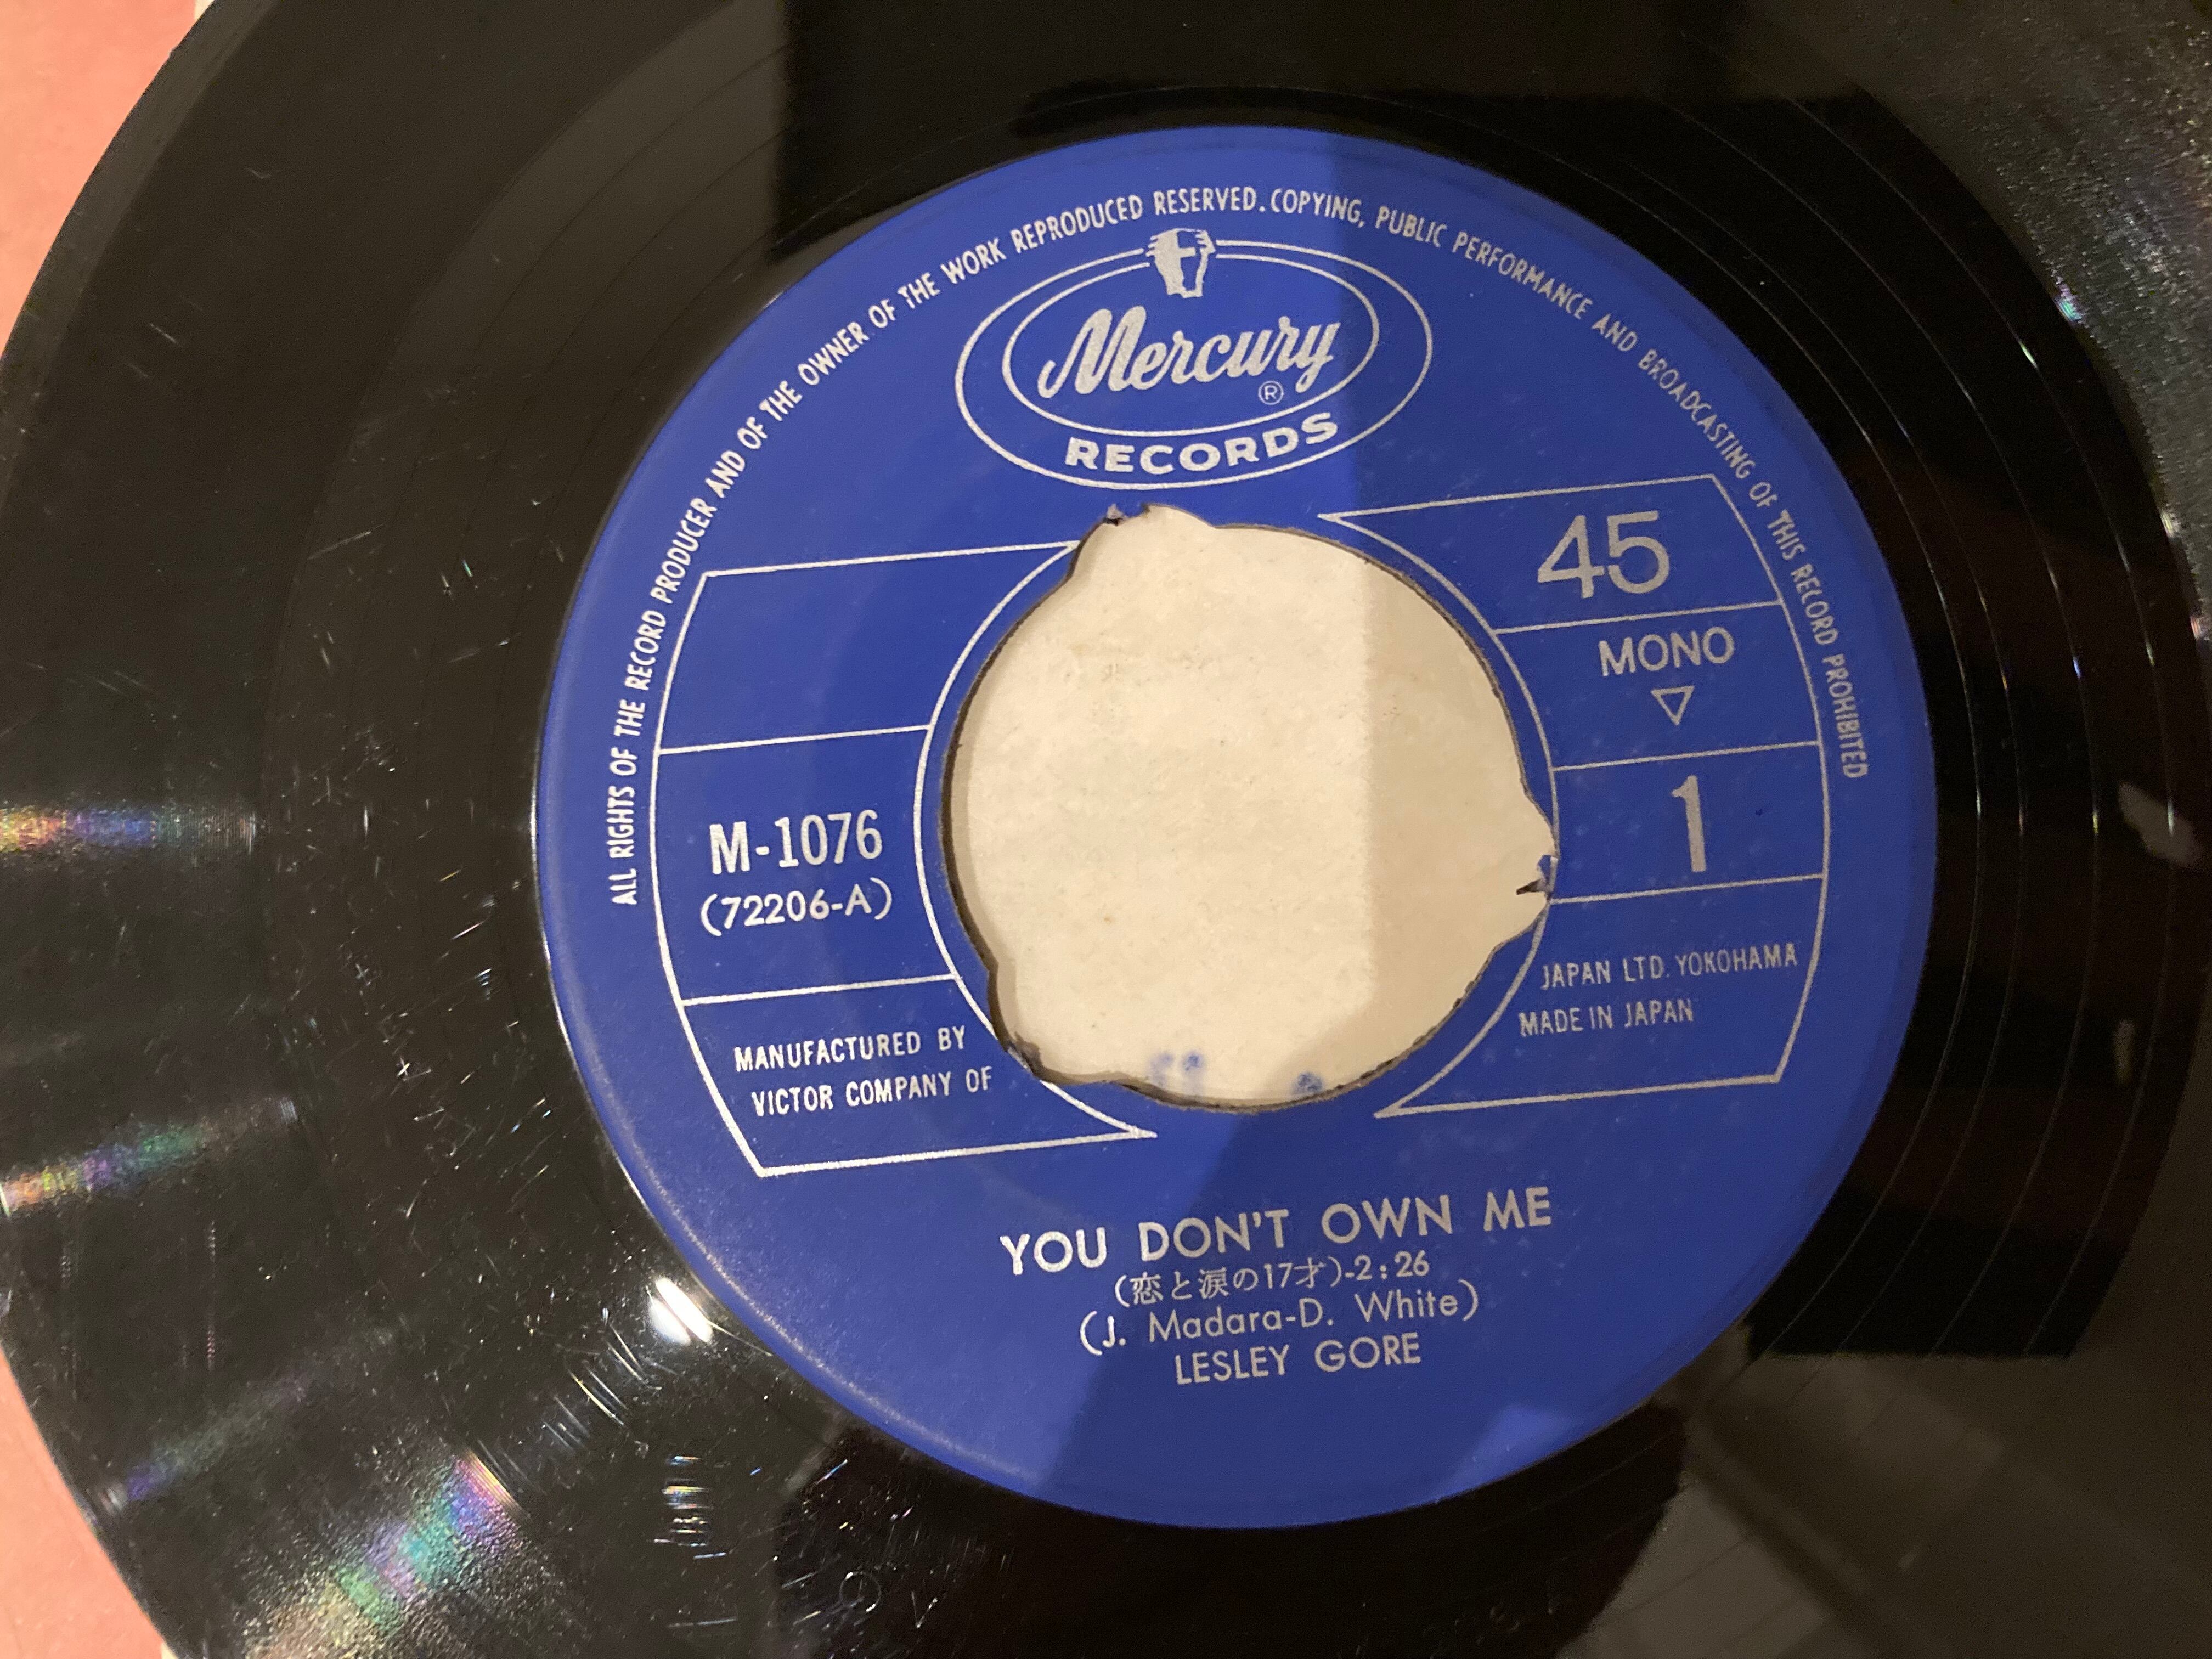 ALL RIGHTS OF THE RECORD PRODUCER AND OF THE OWNER OF THE WORK REPRODUCED RESERVED. COPYING, PUBLIC PERFORMANCE AND BROADCASTING OF THIS RECORD PROHIBITED
Mercury ®
RECORDS
45
MONO
▽
1
M-1076
(72206-A)
MANUFACTURED BY
VICTOR COMPANY OF
JAPAN LTD. YOKOHAMA
MADE IN JAPAN
YOU DON'T OWN ME
(恋と涙の17才)-2:26
(J. Madara-D. White)
LESLEY GORE